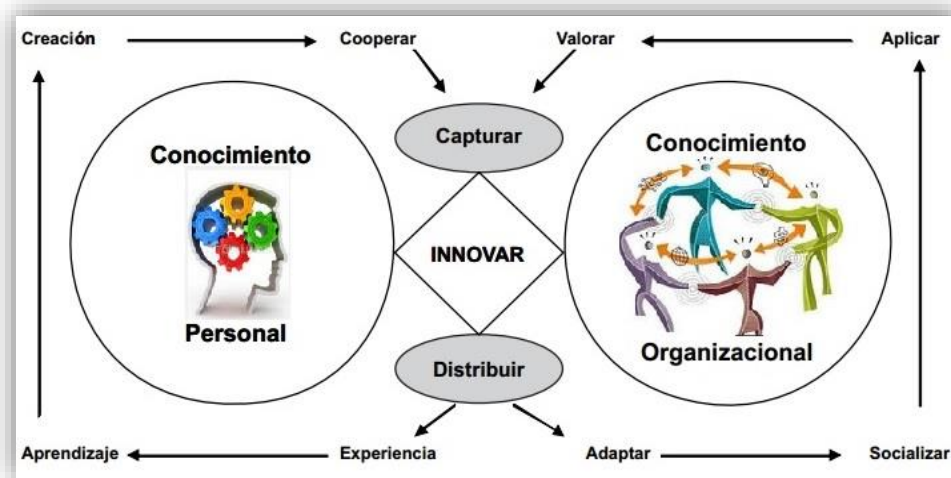 Creación
Cooperar
Valorar
Aplicar
Capturar
Conocimiento
Personal
INNOVAR
Conocimiento
Organizacional
Distribuir
Aprendizaje
Experiencia
Adaptar
Socializar